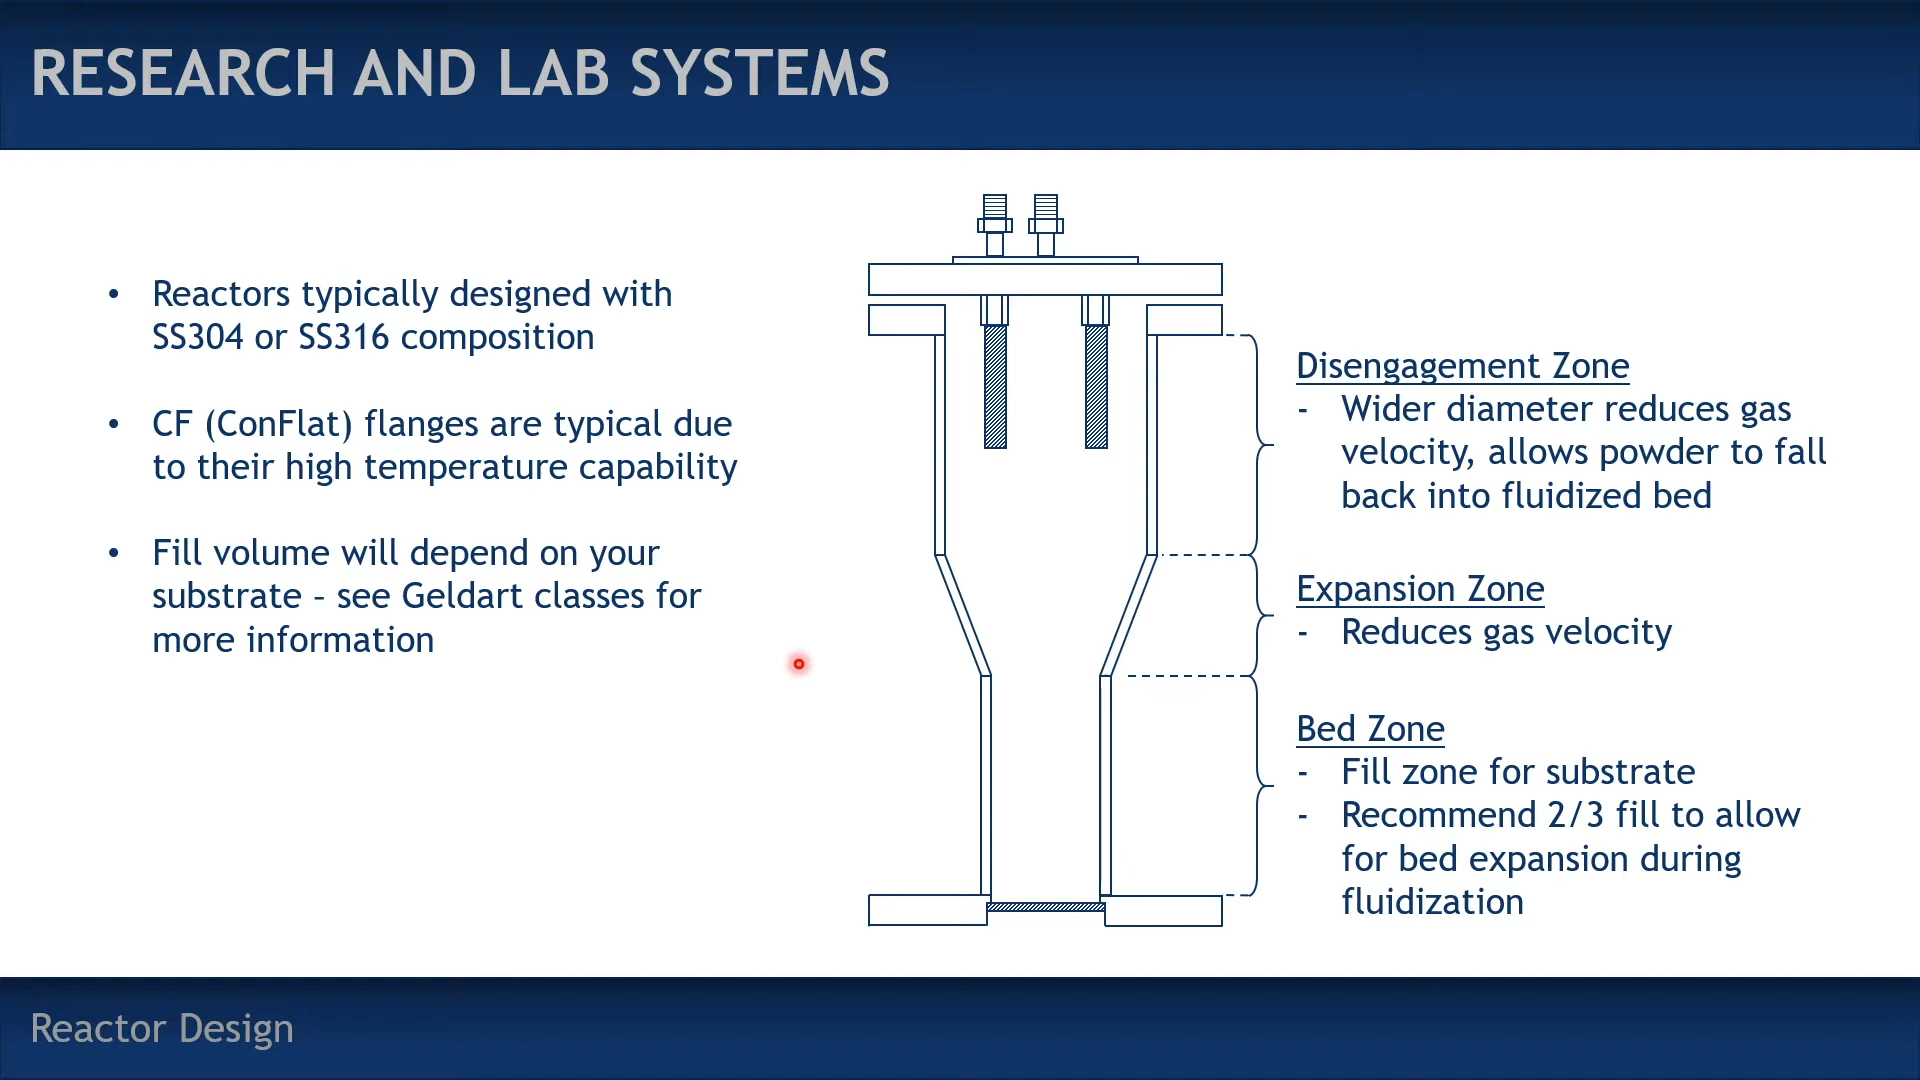 RESEARCH AND LAB SYSTEMS
• Reactors typically designed with
SS304 or SS316 composition
• CF (ConFlat) flanges are typical due
to their high temperature capability
• Fill volume will depend on your
substrate – see Geldart classes for
more information
Disengagement Zone
- Wider diameter reduces gas
velocity, allows powder to fall
back into fluidized bed
Expansion Zone
- Reduces gas velocity
Bed Zone
- Fill zone for substrate
- Recommend 2/3 fill to allow
for bed expansion during
fluidization
Reactor Design